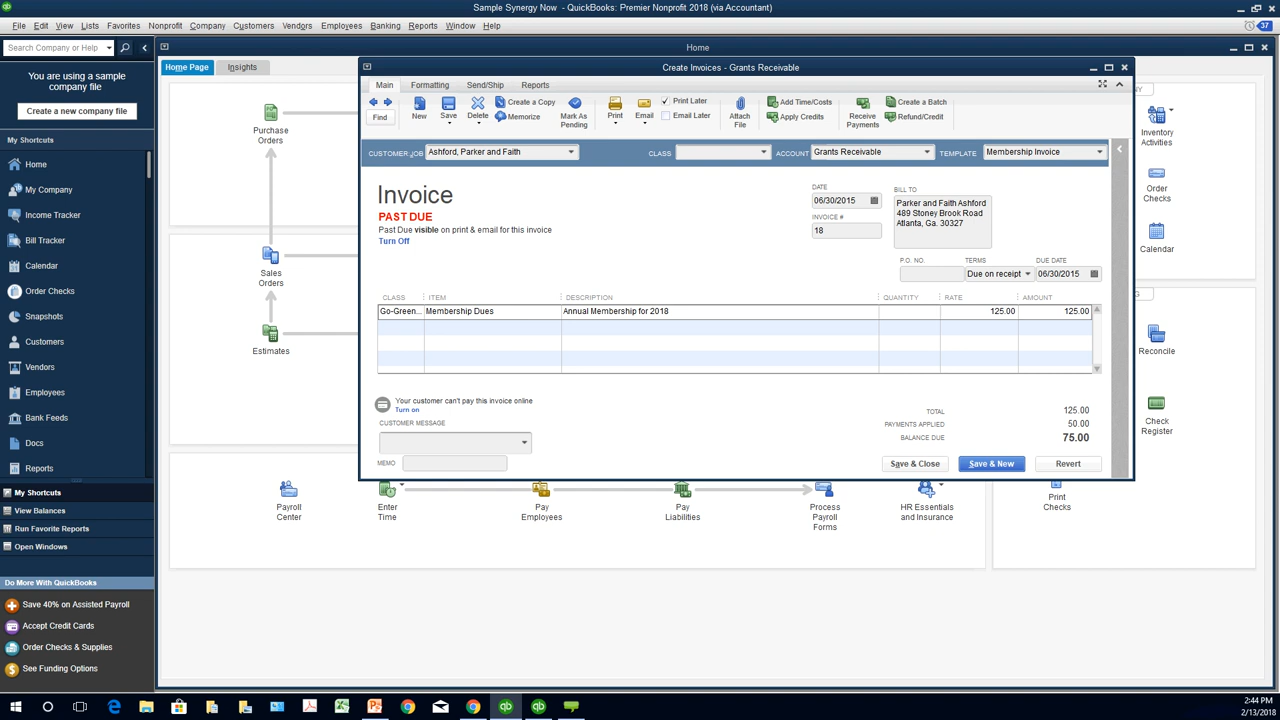 Sample Synergy Now - QuickBooks: Premier Nonprofit 2018 (via Accountant)
File Edit View Lists Favorites Nonprofit Company Customers Vendors Employees Banking Reports Window Help
37
Search Company or Help
Home
You are using a sample
company file
Create a new company file
My Shortcuts
Home
My Company
Income Tracker
Bill Tracker
Calendar
Order Checks
Snapshots
Customers
Vendors
Employees
Bank Feeds
Docs
Reports
My Shortcuts
View Balances
Run Favorite Reports
Open Windows
Do More With QuickBooks
Save 40% on Assisted Payroll
Accept Credit Cards
Order Checks & Supplies
See Funding Options
Home Page Insights
Purchase
Orders
Sales
Orders
Estimates
Create Invoices - Grants Receivable
Main Formatting Send/Ship Reports
Find
New
Save
Delete
Create a Copy
Memorize
Mark As
Pending
Print
Email
Print Later
Email Later
Attach
File
Add Time/Costs
Apply Credits
Receive
Payments
Create a Batch
Refund/Credit
CUSTOMER:JOB Ashford, Parker and Faith CLASS ACCOUNT Grants Receivable TEMPLATE Membership Invoice
Invoice
PAST DUE
Past Due visible on print & email for this invoice
Turn Off
DATE
06/30/2015
INVOICE #
18
BILL TO
Parker and Faith Ashford
489 Stoney Brook Road
Atlanta, Ga. 30327
P.O. NO. TERMS DUE DATE
Due on receipt 06/30/2015
CLASS ITEM DESCRIPTION QUANTITY RATE AMOUNT
Go-Green... Membership Dues Annual Membership for 2018 125.00 125.00
Your customer can't pay this invoice online
Turn on
CUSTOMER MESSAGE
MEMO
TOTAL 125.00
PAYMENTS APPLIED 50.00
BALANCE DUE 75.00
Save & Close Save & New Revert
Payroll
Center
Enter
Time
Pay
Employees
Pay
Liabilities
Process
Payroll
Forms
HR Essentials
and Insurance
Y
Inventory
Activities
Order
Checks
Calendar
G
Reconcile
Check
Register
Print
Checks
2:44 PM
2/13/2018